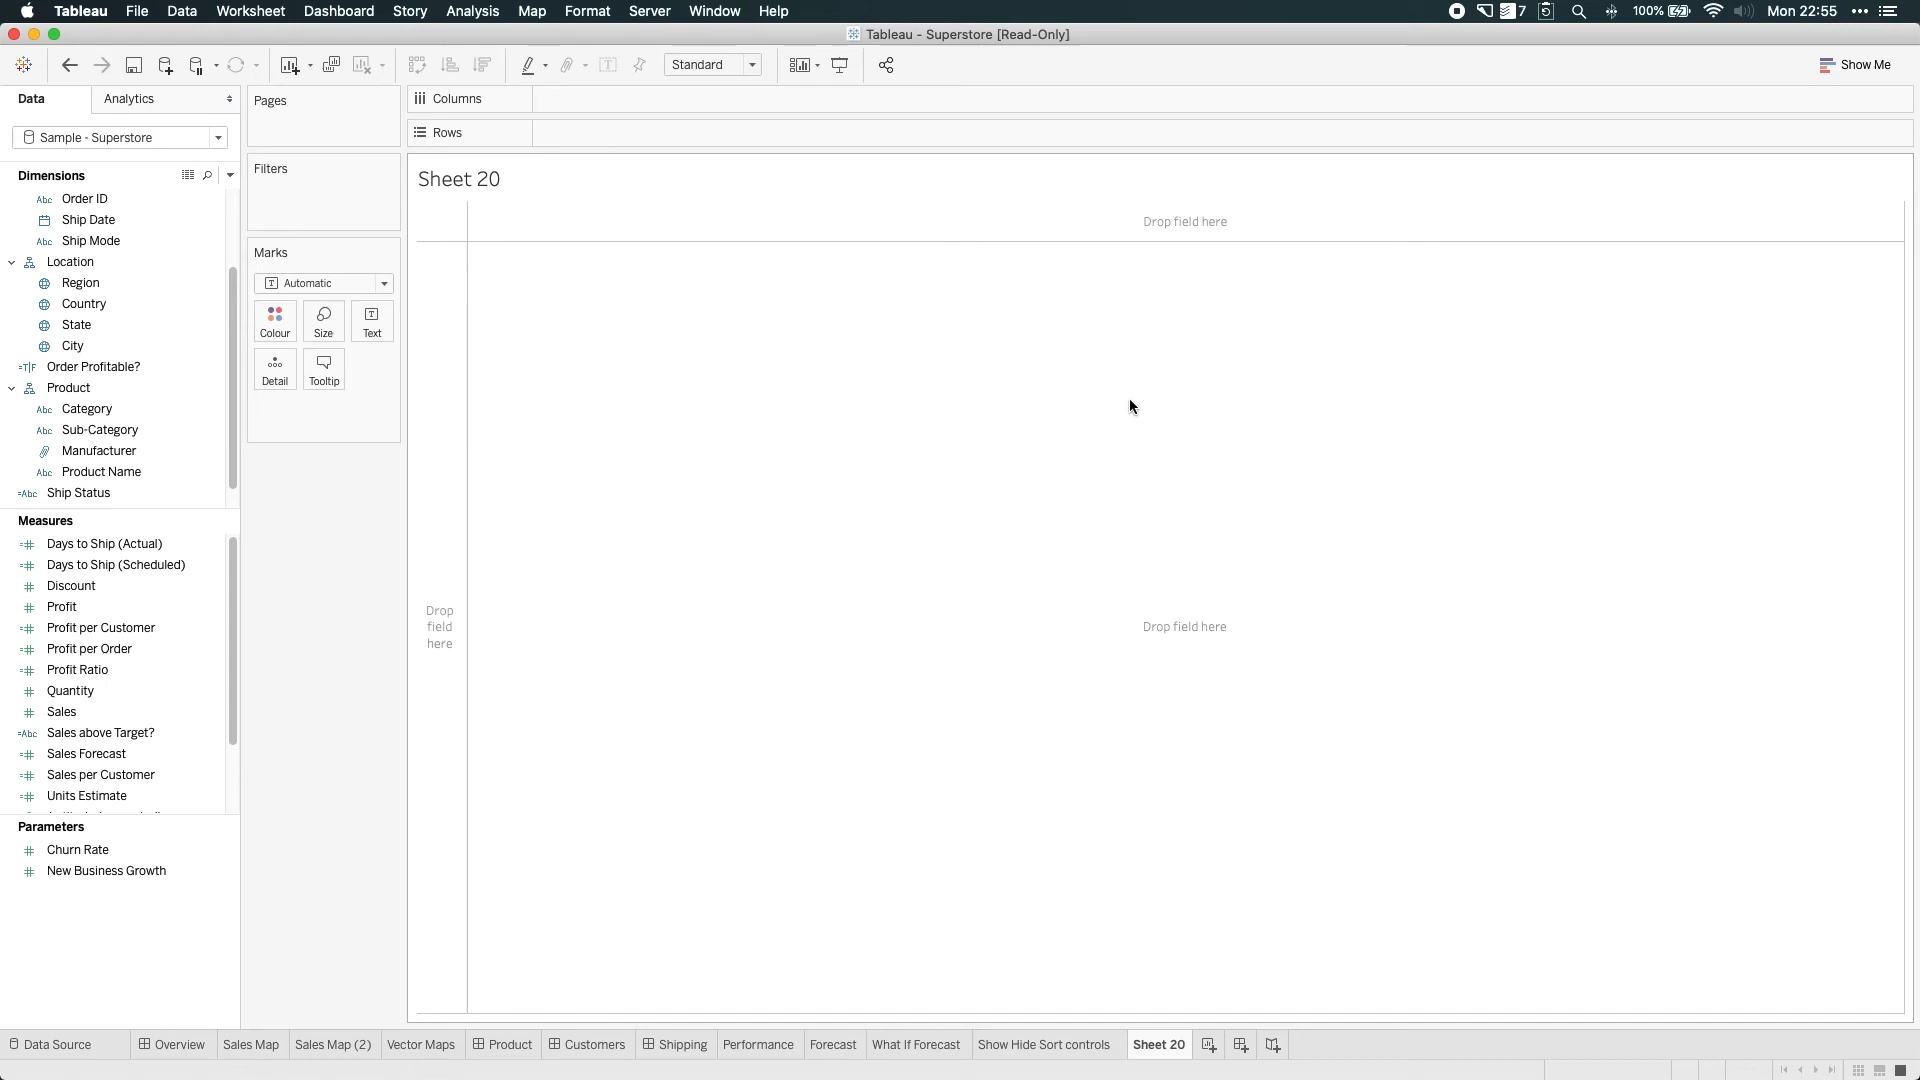 Tableau File Data Worksheet Dashboard Story Analysis Map Format Server Window Help 7 100% Mon 22:55
Tableau - Superstore [Read-Only]
Standard
Show Me
Data Analytics
Sample - Superstore
Dimensions
Abc Order ID
Ship Date
Abc Ship Mode
Location
Region
Country
State
City
=T|F Order Profitable?
Product
Abc Category
Abc Sub-Category
Manufacturer
Abc Product Name
=Abc Ship Status
Measures
=# Days to Ship (Actual)
=# Days to Ship (Scheduled)
# Discount
# Profit
=# Profit per Customer
=# Profit per Order
=# Profit Ratio
# Quantity
# Sales
=Abc Sales above Target?
=# Sales Forecast
=# Sales per Customer
=# Units Estimate
Parameters
# Churn Rate
# New Business Growth
Pages
Filters
Marks
T Automatic
Colour Size Text
Detail Tooltip
Columns
Rows
Sheet 20
Drop field here
Drop
field
here
Drop field here
Data Source Overview Sales Map Sales Map (2) Vector Maps Product Customers Shipping Performance Forecast What If Forecast Show Hide Sort controls Sheet 20